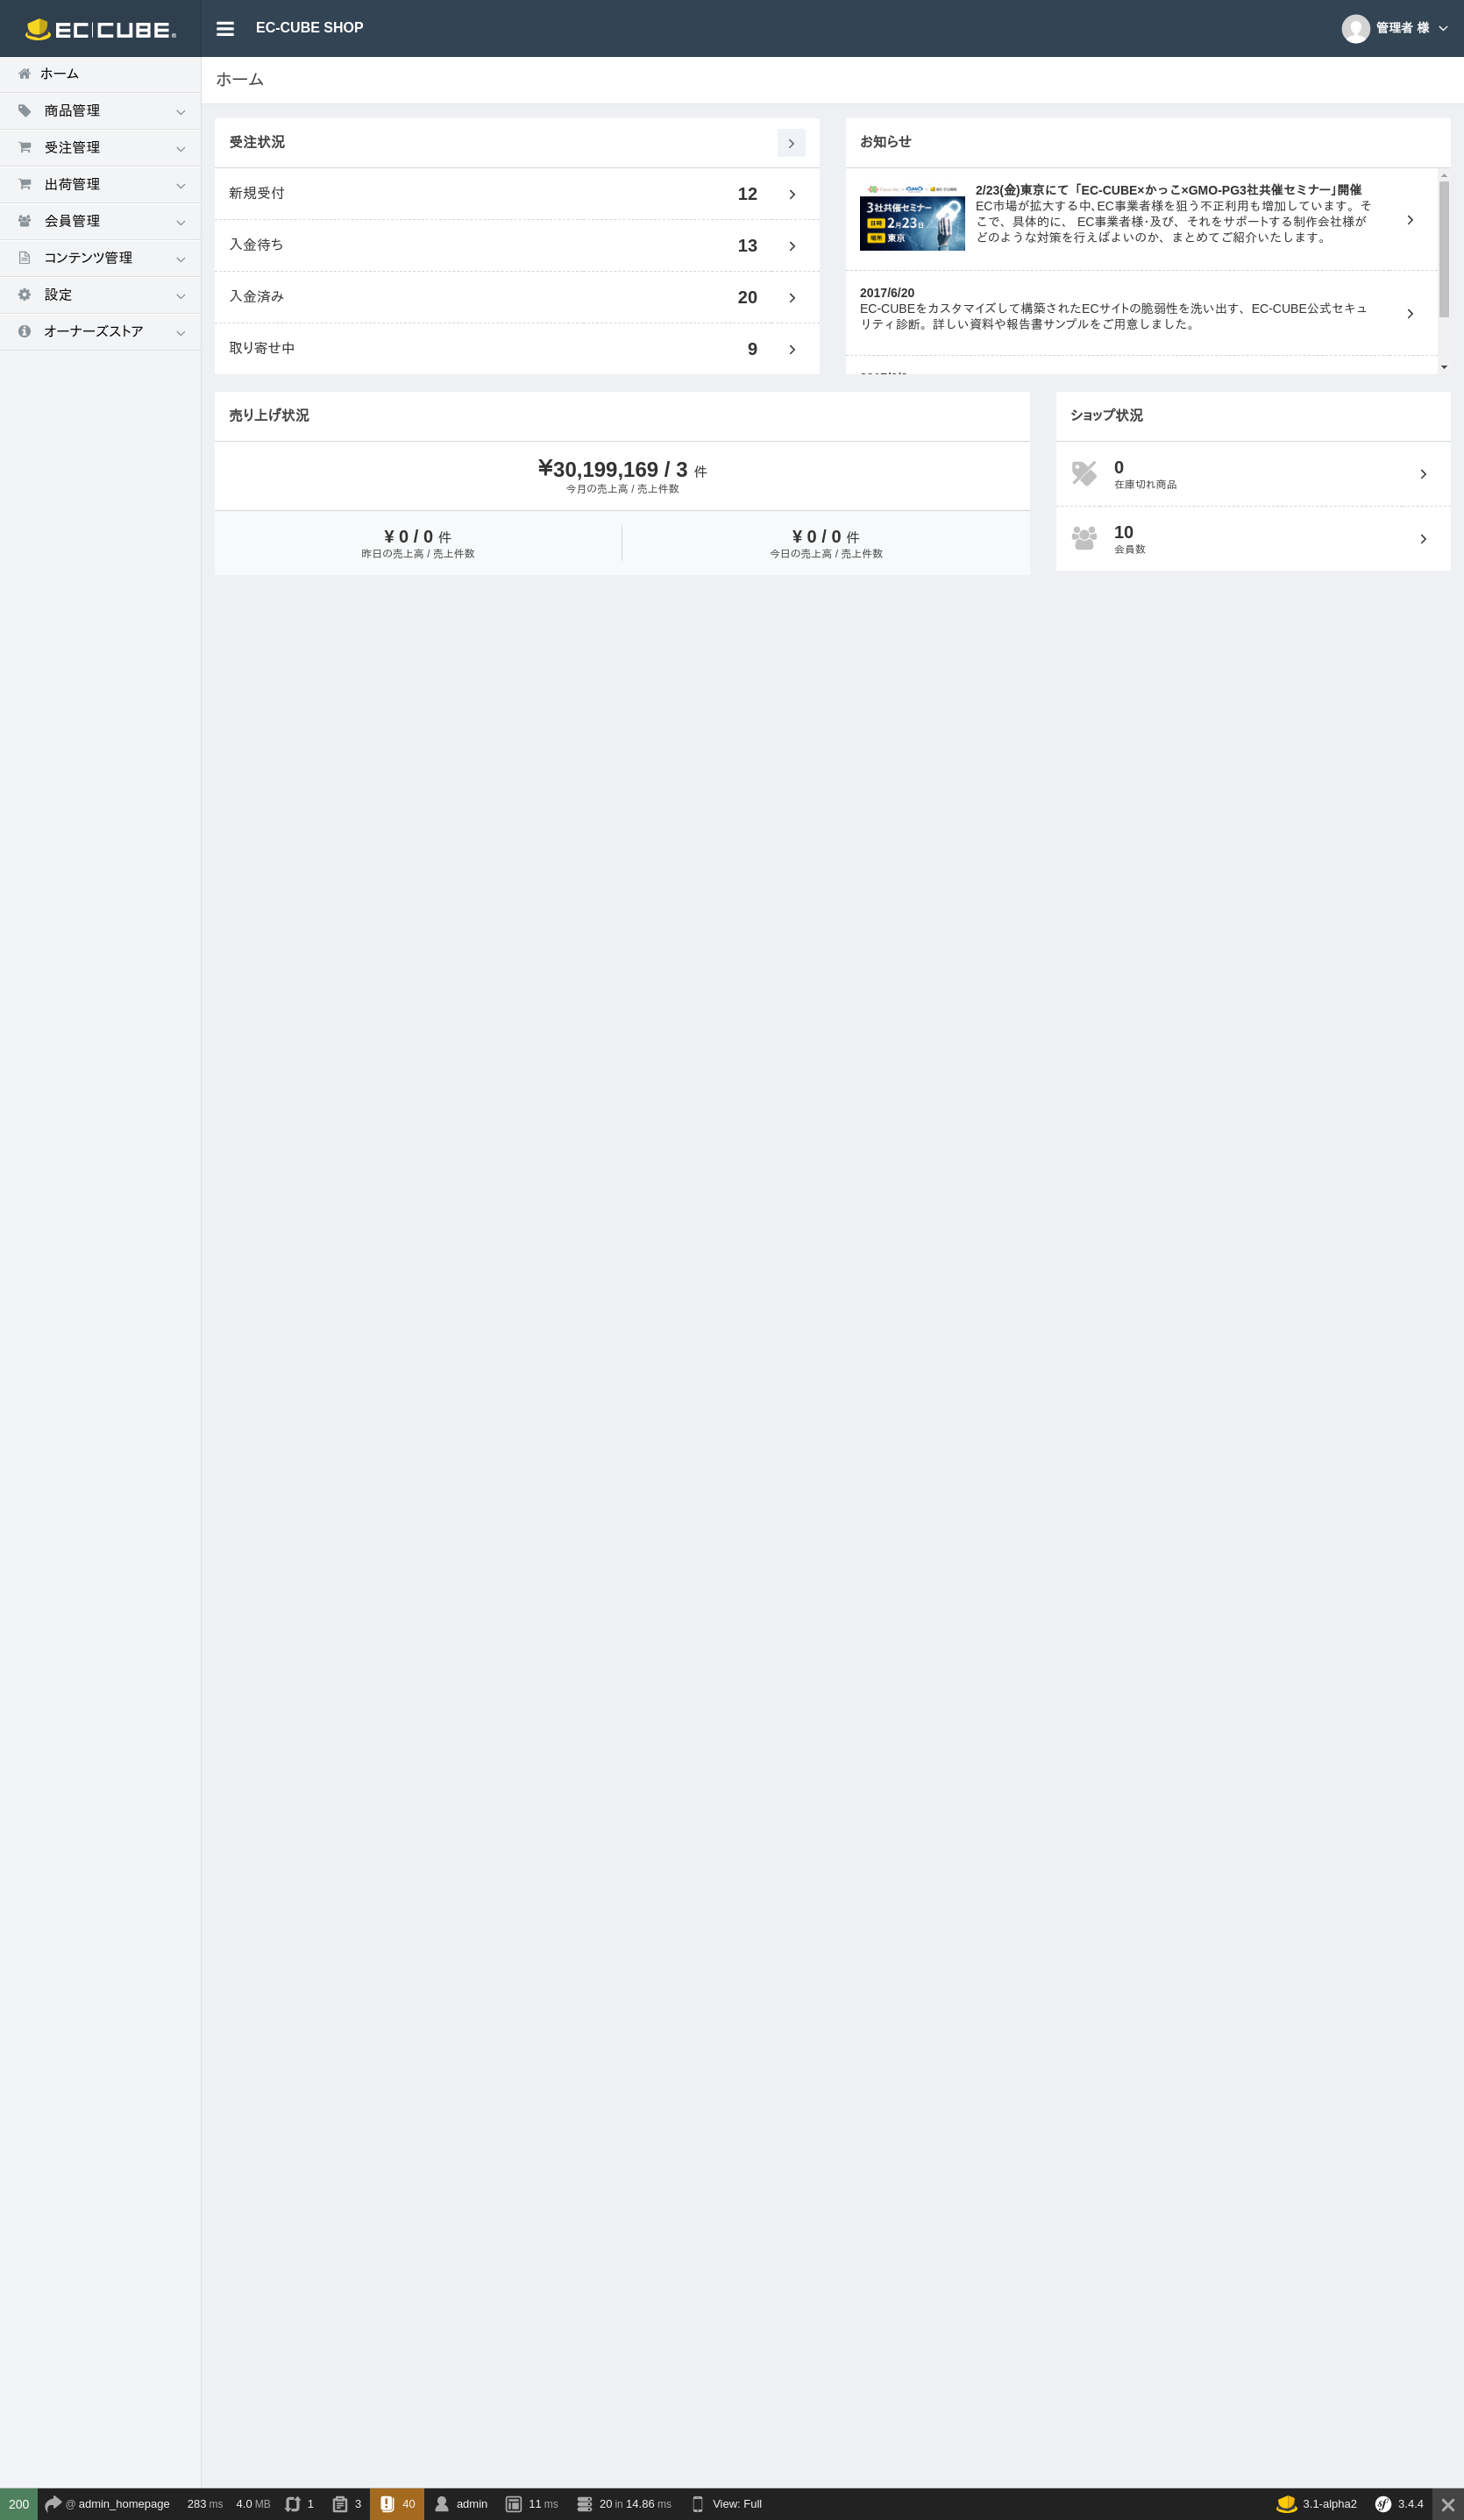 EC CUBE®
EC-CUBE SHOP
管理者 様
ホーム
商品管理
受注管理
出荷管理
会員管理
コンテンツ管理
設定
オーナーズストア
ホーム
受注状況
新規受付 12
入金待ち 13
入金済み 20
取り寄せ中 9
お知らせ
3社共催セミナー
日時 2月23日
場所 東京
2/23(金)東京にて「EC-CUBE×かっこ×GMO-PG3社共催セミナー」開催
EC市場が拡大する中、EC事業者様を狙う不正利用も増加しています。そ
こで、具体的に、 EC事業者様・及び、それをサポートする制作会社様が
どのような対策を行えばよいのか、まとめてご紹介いたします。
2017/6/20
EC-CUBEをカスタマイズして構築されたECサイトの脆弱性を洗い出す、EC-CUBE公式セキュ
リティ診断。詳しい資料や報告書サンプルをご用意しました。
売り上げ状況
¥30,199,169 / 3 件
今月の売上高 / 売上件数
¥ 0 / 0 件
昨日の売上高 / 売上件数
¥ 0 / 0 件
今日の売上高 / 売上件数
ショップ状況
0
在庫切れ商品
10
会員数
200 @ admin_homepage 283 ms 4.0 MB 1 3 40 admin 11 ms 20 in 14.86 ms View: Full 3.1-alpha2 sf 3.4.4